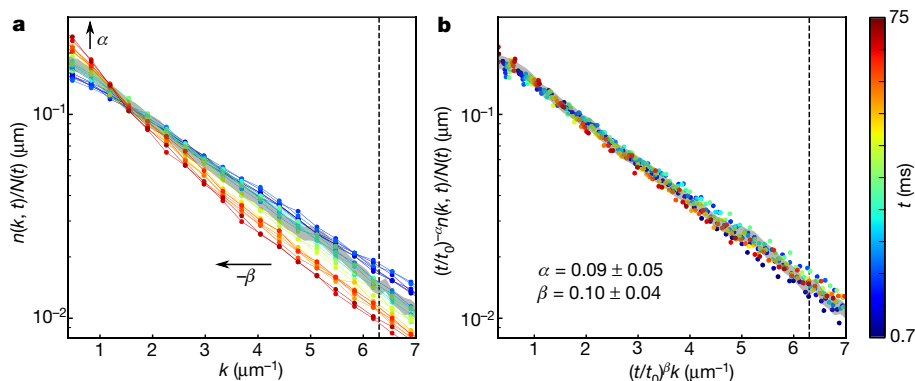 a
α
n(k, t)/N(t) (μm)
10⁻¹
10⁻²
−β
1 2 3 4 5 6 7
k (μm⁻¹)
b
(t/t₀)⁻ᵅn(k, t)/N(t) (μm)
10⁻¹
10⁻²
α = 0.09 ± 0.05
β = 0.10 ± 0.04
1 2 3 4 5 6 7
(t/t₀)ᵝk (μm⁻¹)
75
t (ms)
0.7